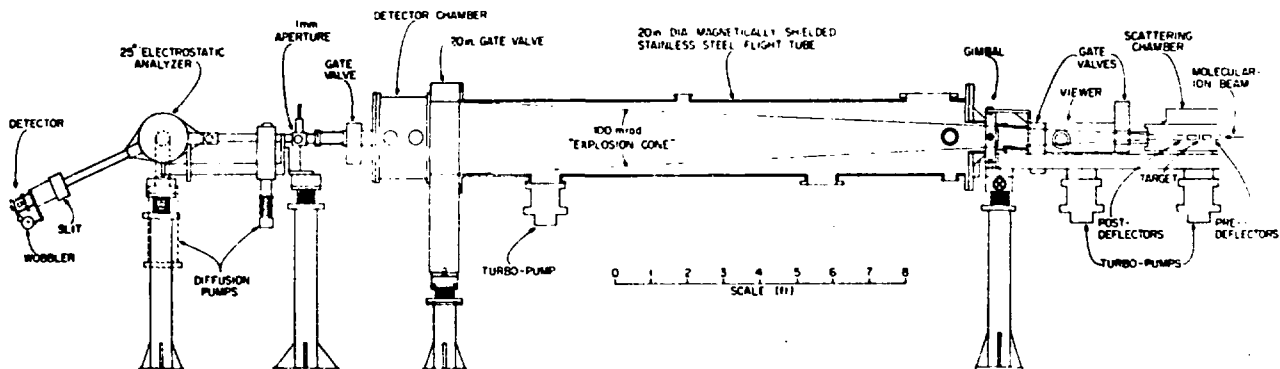 DETECTOR CHAMBER
1mm
APERTURE
20in. GATE VALVE
20in. DIA. MAGNETICALLY SHIELDED
STAINLESS STEEL FLIGHT TUBE
SCATTERING
CHAMBER
25° ELECTROSTATIC
ANALYZER
GATE
VALVE
GIMBAL
GATE
VALVES
MOLECULAR-
ION BEAM
VIEWER
DETECTOR
100 mrad
"EXPLOSION CONE"
TARGET
SLIT
POST-
DEFLECTORS
PRE-
DEFLECTORS
WOBBLER
DIFFUSION
PUMPS
TURBO-PUMP
TURBO-PUMPS
0 1 2 3 4 5 6 7 8
SCALE (ft)